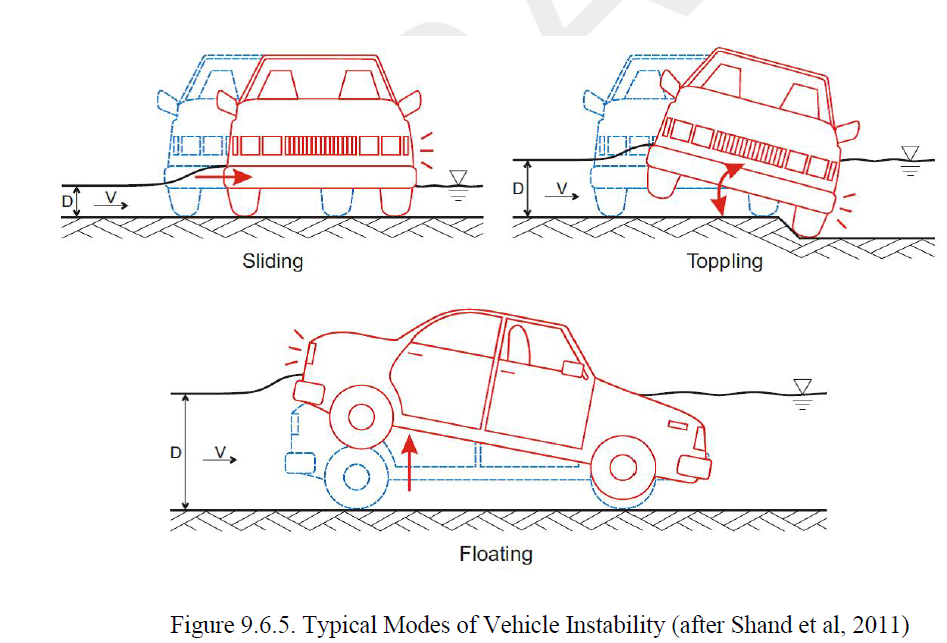 D V
Sliding
D V
Toppling
D V
Floating
Figure 9.6.5. Typical Modes of Vehicle Instability (after Shand et al, 2011)